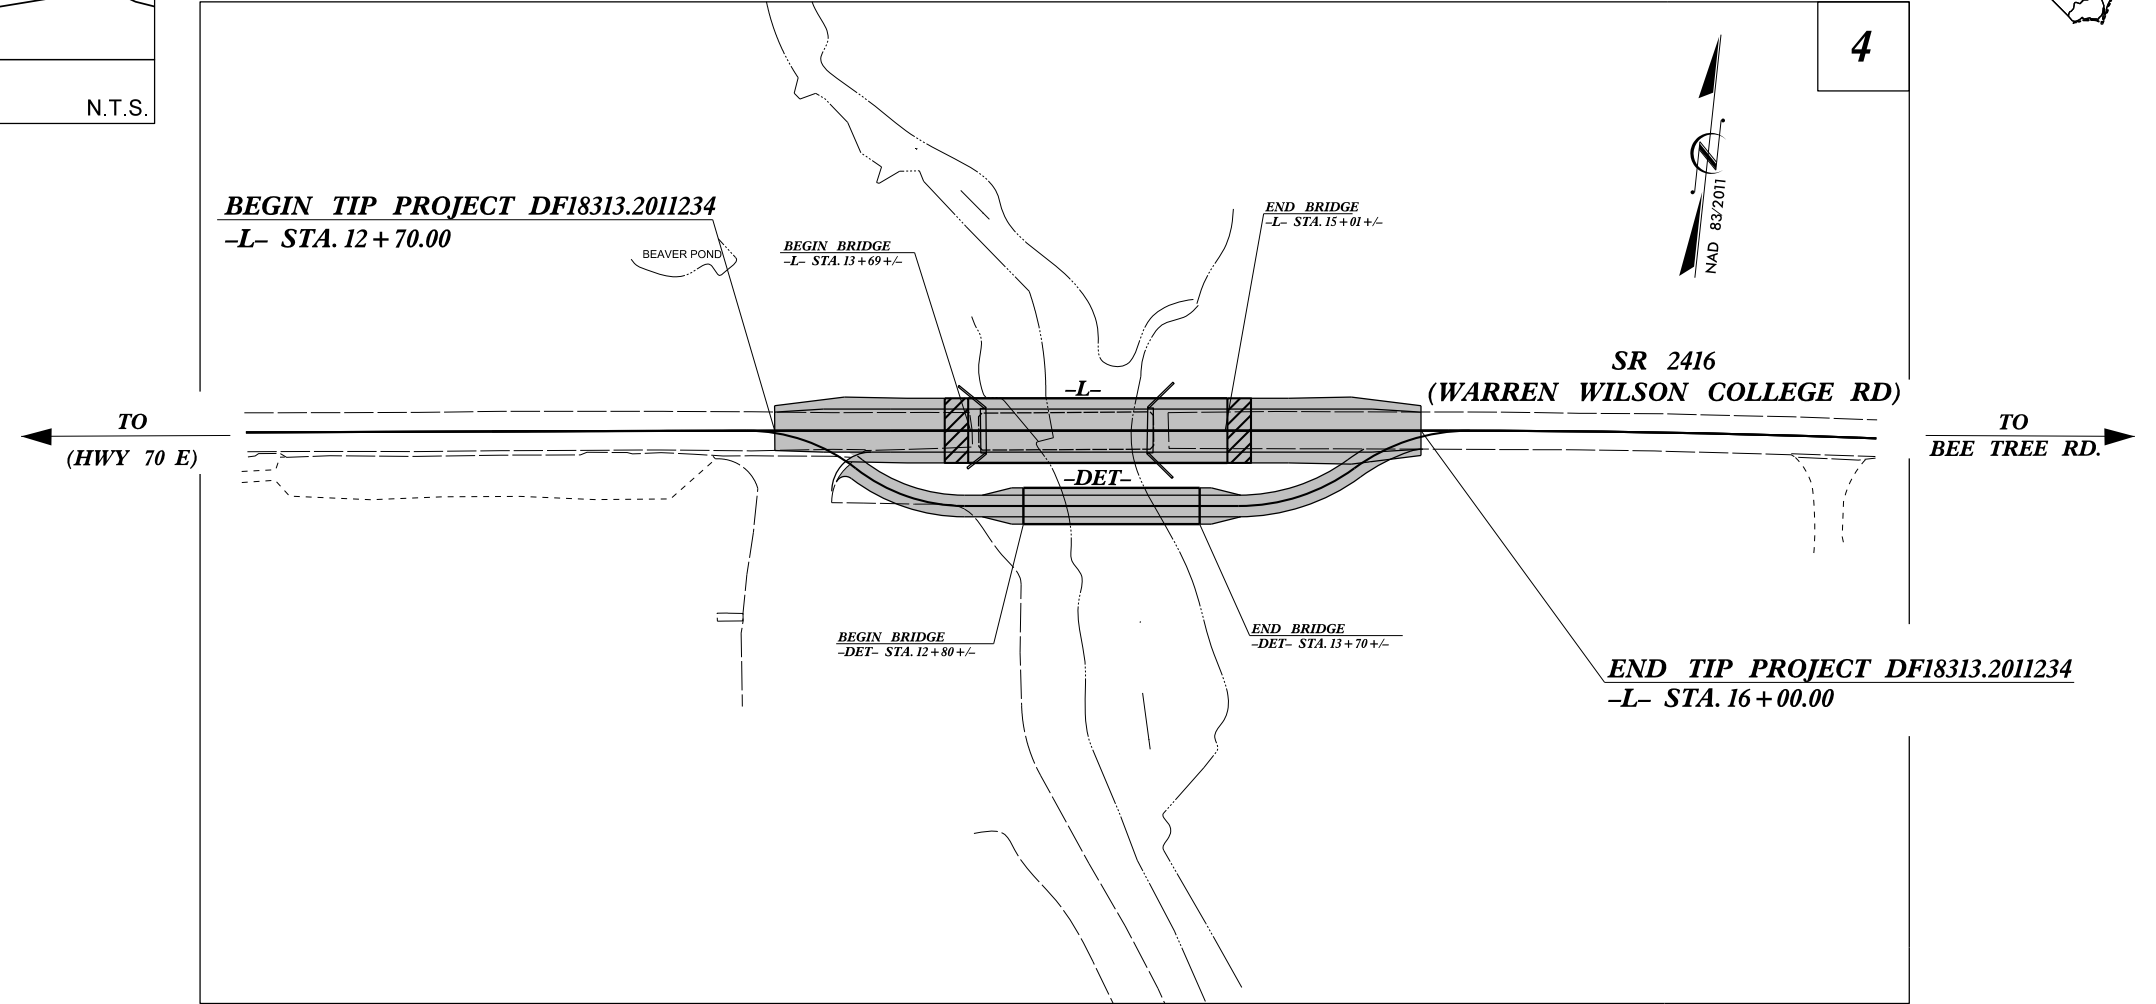 4
N.T.S.
NAD 83/2011
BEGIN TIP PROJECT DF18313.2011234
-L- STA. 12+70.00
BEAVER POND
BEGIN BRIDGE
-L- STA. 13+69 +/-
END BRIDGE
-L- STA. 15+01 +/-
SR 2416
(WARREN WILSON COLLEGE RD)
-L-
TO
(HWY 70 E)
TO
BEE TREE RD.
-DET-
BEGIN BRIDGE
-DET- STA. 12+80 +/-
END BRIDGE
-DET- STA. 13+70 +/-
END TIP PROJECT DF18313.2011234
-L- STA. 16+00.00